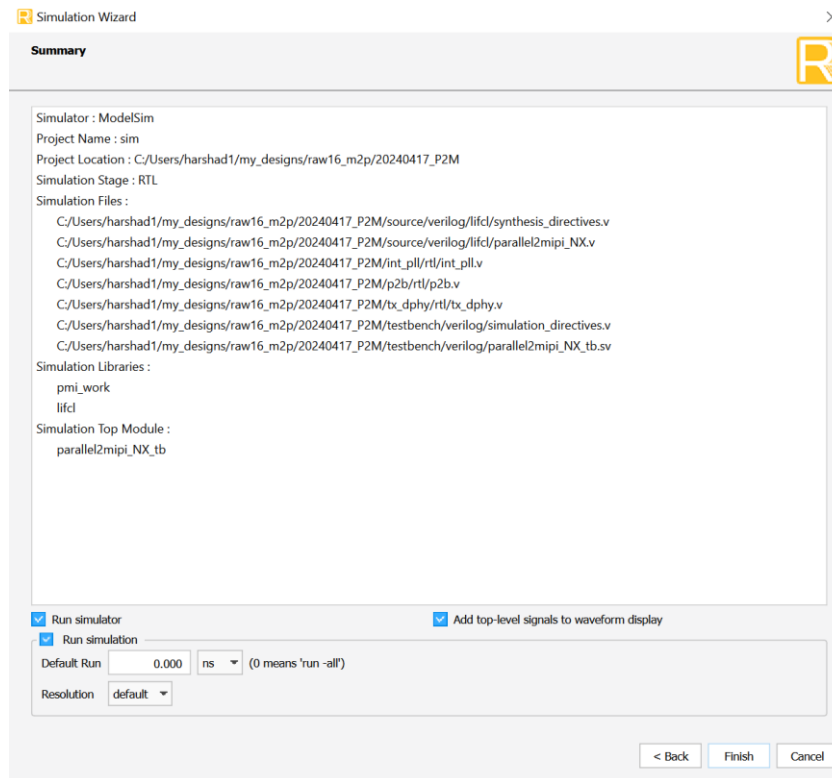 Simulation Wizard
Summary
Simulator : ModelSim
Project Name : sim
Project Location : C:/Users/harshad1/my_designs/raw16_m2p/20240417_P2M
Simulation Stage : RTL
Simulation Files :
C:/Users/harshad1/my_designs/raw16_m2p/20240417_P2M/source/verilog/lifcl/synthesis_directives.v
C:/Users/harshad1/my_designs/raw16_m2p/20240417_P2M/source/verilog/lifcl/parallel2mipi_NX.v
C:/Users/harshad1/my_designs/raw16_m2p/20240417_P2M/int_pll/rtl/int_pll.v
C:/Users/harshad1/my_designs/raw16_m2p/20240417_P2M/p2b/rtl/p2b.v
C:/Users/harshad1/my_designs/raw16_m2p/20240417_P2M/tx_dphy/rtl/tx_dphy.v
C:/Users/harshad1/my_designs/raw16_m2p/20240417_P2M/testbench/verilog/simulation_directives.v
C:/Users/harshad1/my_designs/raw16_m2p/20240417_P2M/testbench/verilog/parallel2mipi_NX_tb.sv
Simulation Libraries :
pmi_work
lifcl
Simulation Top Module :
parallel2mipi_NX_tb
Run simulator Add top-level signals to waveform display
Run simulation
Default Run 0.000 ns (0 means 'run -all')
Resolution default
< Back Finish Cancel